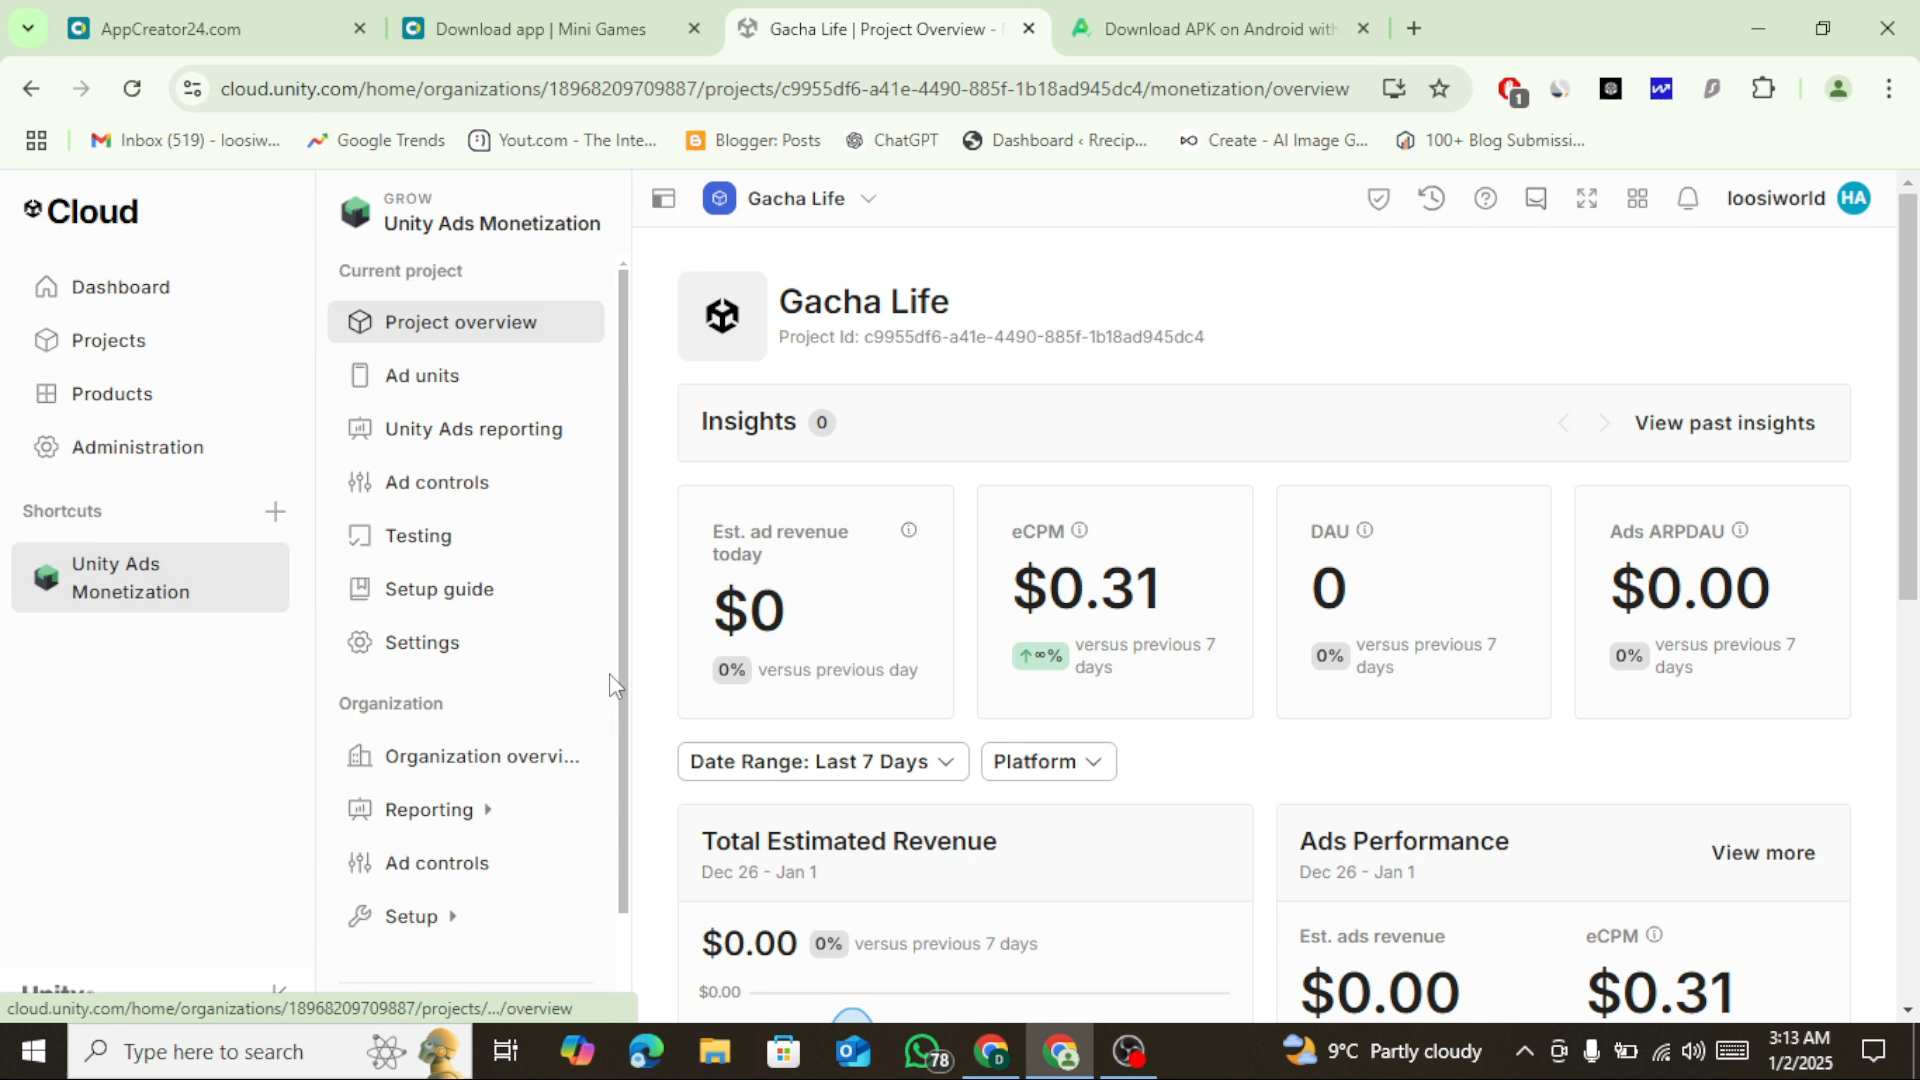 AppCreator24.com
Download app | Mini Games
Gacha Life | Project Overview -
Download APK on Android with
cloud.unity.com/home/organizations/18968209709887/projects/c9955df6-a41e-4490-885f-1b18ad945dc4/monetization/overview
1
Inbox (519) - loosiw...
Google Trends
Yout.com - The Inte...
Blogger: Posts
ChatGPT
Dashboard ‹ Rrecip...
Create - AI Image G...
100+ Blog Submissi...
Cloud
Dashboard
Projects
Products
Administration
Shortcuts
Unity Ads
Monetization
GROW
Unity Ads Monetization
Current project
Project overview
Ad units
Unity Ads reporting
Ad controls
Testing
Setup guide
Settings
Organization
Organization overvi...
Reporting
Ad controls
Setup
Gacha Life
loosiworld
HA
Gacha Life
Project Id: c9955df6-a41e-4490-885f-1b18ad945dc4
Insights 0
View past insights
Est. ad revenue
today
$0
0% versus previous day
eCPM
$0.31
↑∞% versus previous 7
days
DAU
0
0% versus previous 7
days
Ads ARPDAU
$0.00
0% versus previous 7
days
Date Range: Last 7 Days
Platform
Total Estimated Revenue
Dec 26 - Jan 1
$0.00 0% versus previous 7 days
$0.00
Ads Performance
Dec 26 - Jan 1
View more
Est. ads revenue
$0.00
eCPM
$0.31
cloud.unity.com/home/organizations/18968209709887/projects/.../overview
Type here to search
78
D
9°C Partly cloudy
3:13 AM
1/2/2025